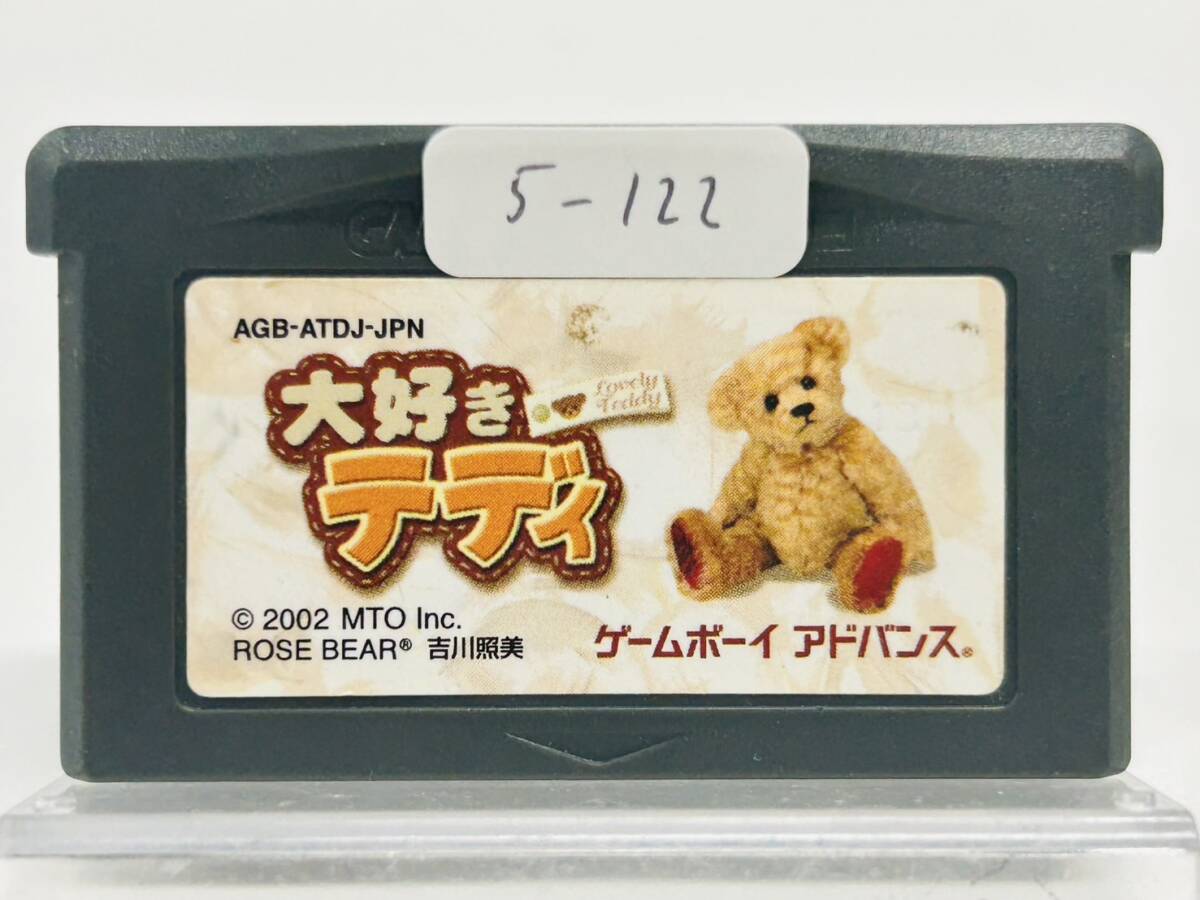 5-122
AGB-ATDJ-JPN
大好き
Lovely
Teddy
テディ
© 2002 MTO Inc.
ROSE BEAR® 吉川照美
ゲームボーイ アドバンス®